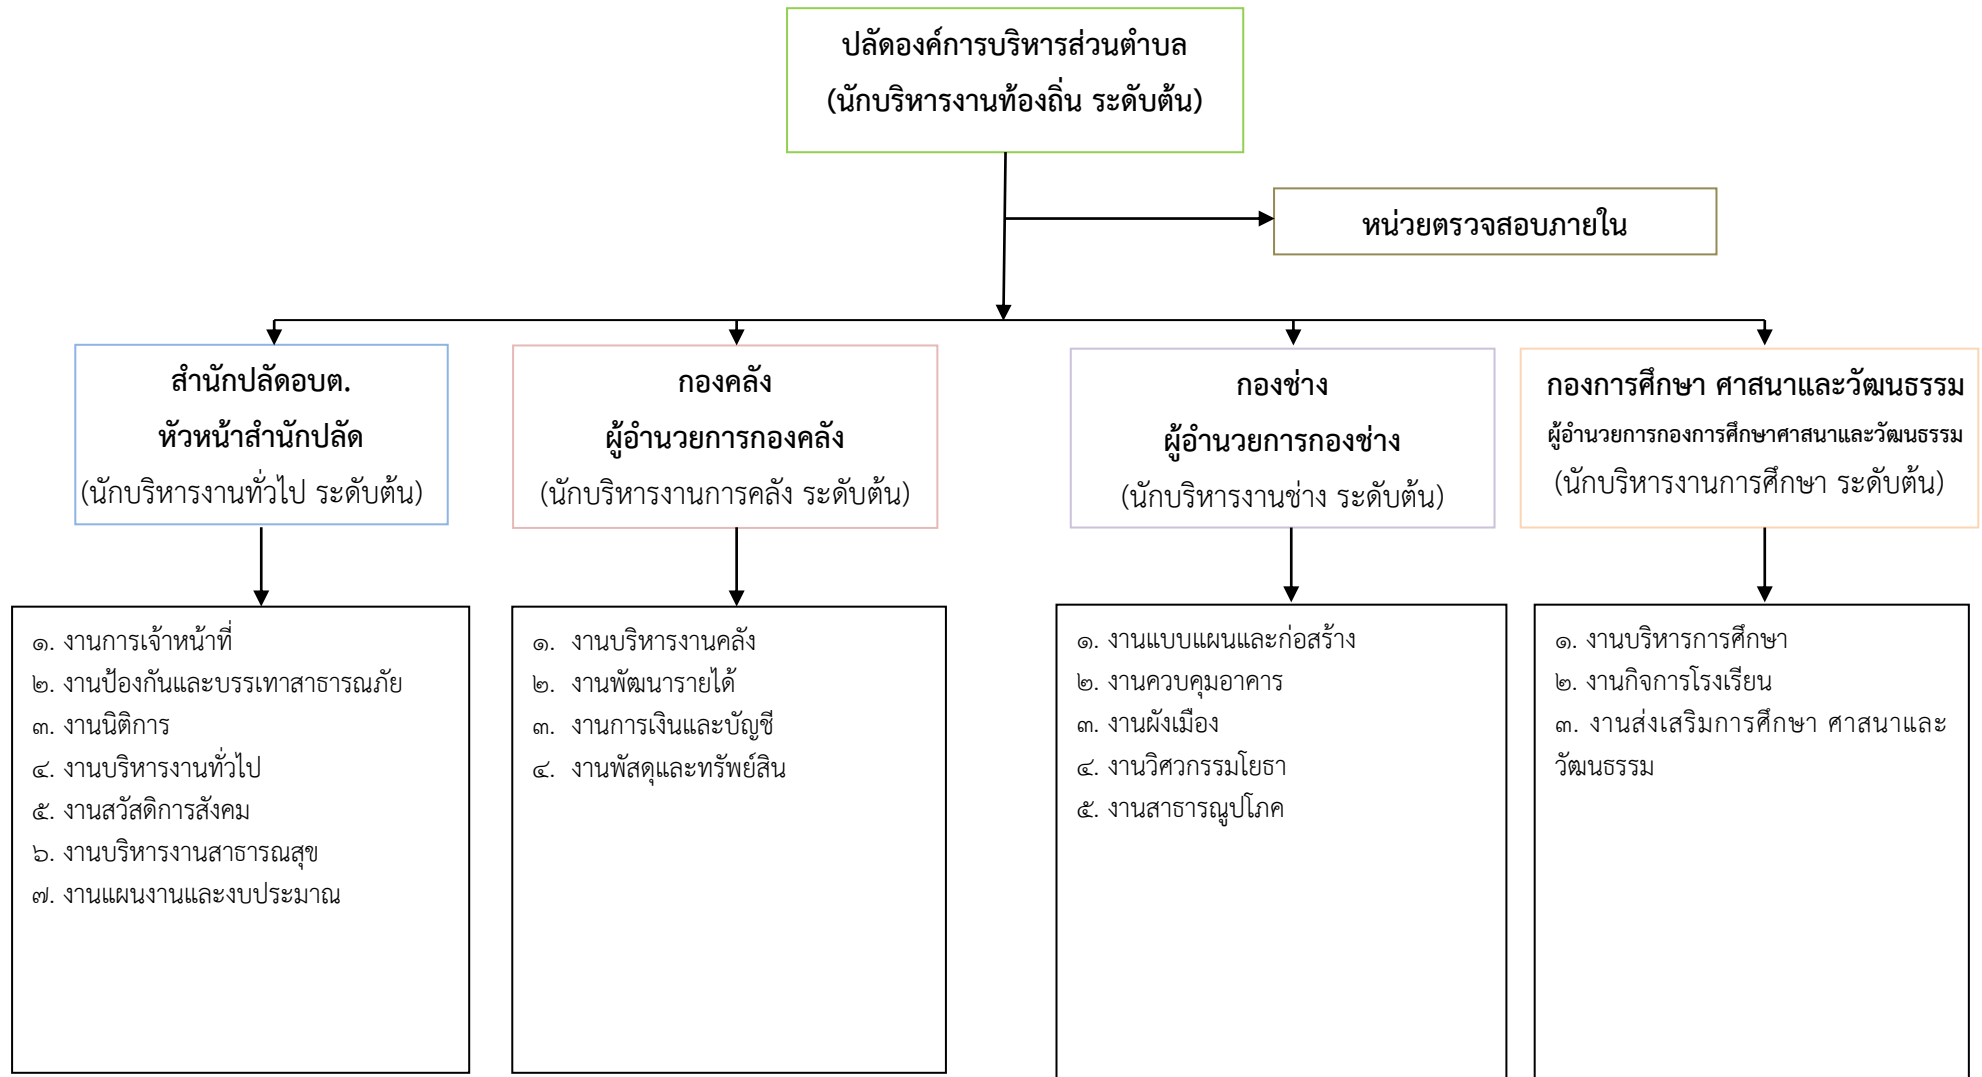 ปลัดองค์การบริหารส่วนตำบล
(นักบริหารงานท้องถิ่น ระดับต้น)
หน่วยตรวจสอบภายใน
สำนักปลัดอบต.
หัวหน้าสำนักปลัด
(นักบริหารงานทั่วไป ระดับต้น)
กองคลัง
ผู้อำนวยการกองคลัง
(นักบริหารงานการคลัง ระดับต้น)
กองช่าง
ผู้อำนวยการกองช่าง
(นักบริหารงานช่าง ระดับต้น)
กองการศึกษา ศาสนาและวัฒนธรรม
ผู้อำนวยการกองการศึกษาศาสนาและวัฒนธรรม
(นักบริหารงานการศึกษา ระดับต้น)
๑. งานการเจ้าหน้าที่
๒. งานป้องกันและบรรเทาสาธารณภัย
๓. งานนิติการ
๔. งานบริหารงานทั่วไป
๕. งานสวัสดิการสังคม
๖. งานบริหารงานสาธารณสุข
๗. งานแผนงานและงบประมาณ
๑. งานบริหารงานคลัง
๒. งานพัฒนารายได้
๓. งานการเงินและบัญชี
๔. งานพัสดุและทรัพย์สิน
๑. งานแบบแผนและก่อสร้าง
๒. งานควบคุมอาคาร
๓. งานผังเมือง
๔. งานวิศวกรรมโยธา
๕. งานสาธารณูปโภค
๑. งานบริหารการศึกษา
๒. งานกิจการโรงเรียน
๓. งานส่งเสริมการศึกษา ศาสนาและ
วัฒนธรรม